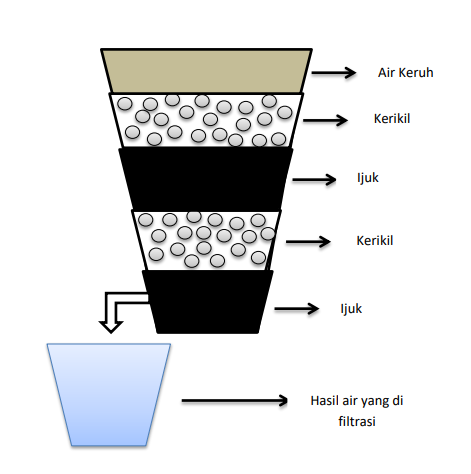 Air Keruh
Kerikil
Ijuk
Kerikil
Ijuk
Hasil air yang di
filtrasi